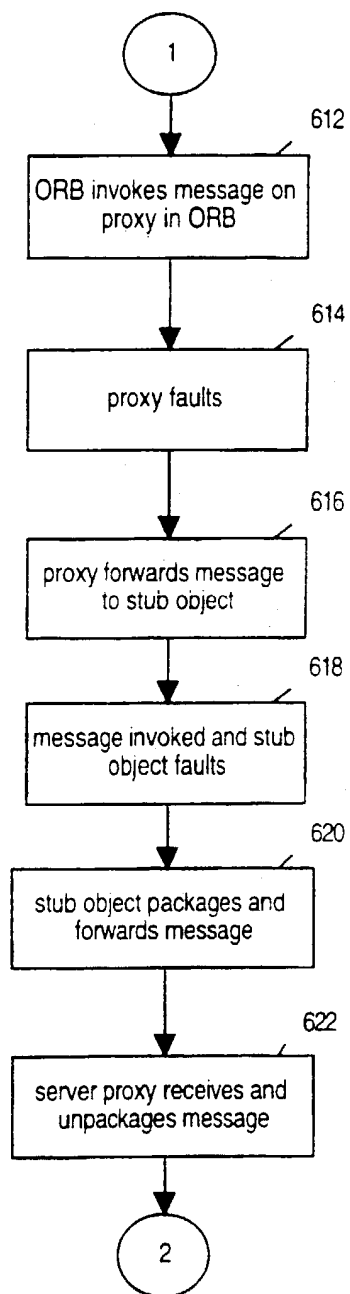 1
612
ORB invokes message on
proxy in ORB
614
proxy faults
616
proxy forwards message
to stub object
618
message invoked and stub
object faults
620
stub object packages and
forwards message
622
server proxy receives and
unpackages message
2